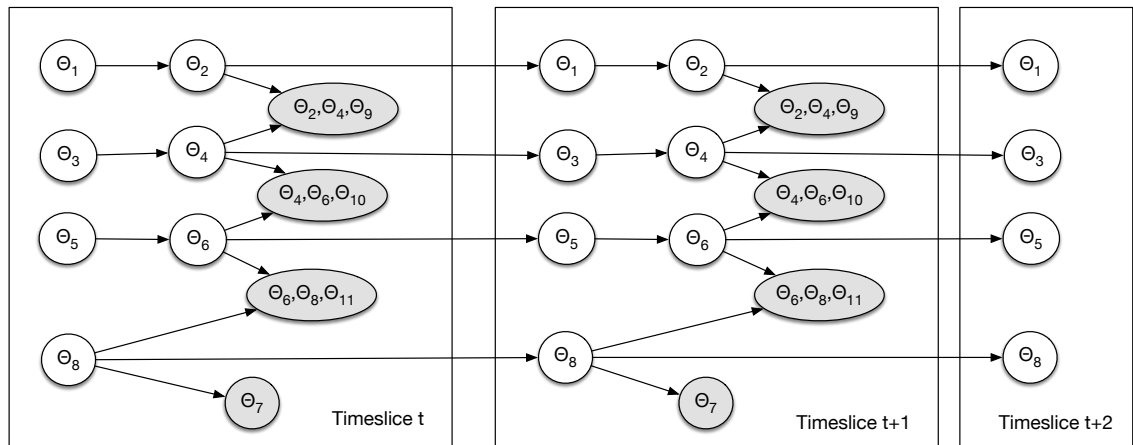 Θ1 Θ2 Θ1 Θ2 Θ1
Θ2,Θ4,Θ9 Θ2,Θ4,Θ9
Θ3 Θ4 Θ3 Θ4 Θ3
Θ4,Θ6,Θ10 Θ4,Θ6,Θ10
Θ5 Θ6 Θ5 Θ6 Θ5
Θ6,Θ8,Θ11 Θ6,Θ8,Θ11
Θ8 Θ8 Θ8
Θ7 Θ7
Timeslice t Timeslice t+1 Timeslice t+2